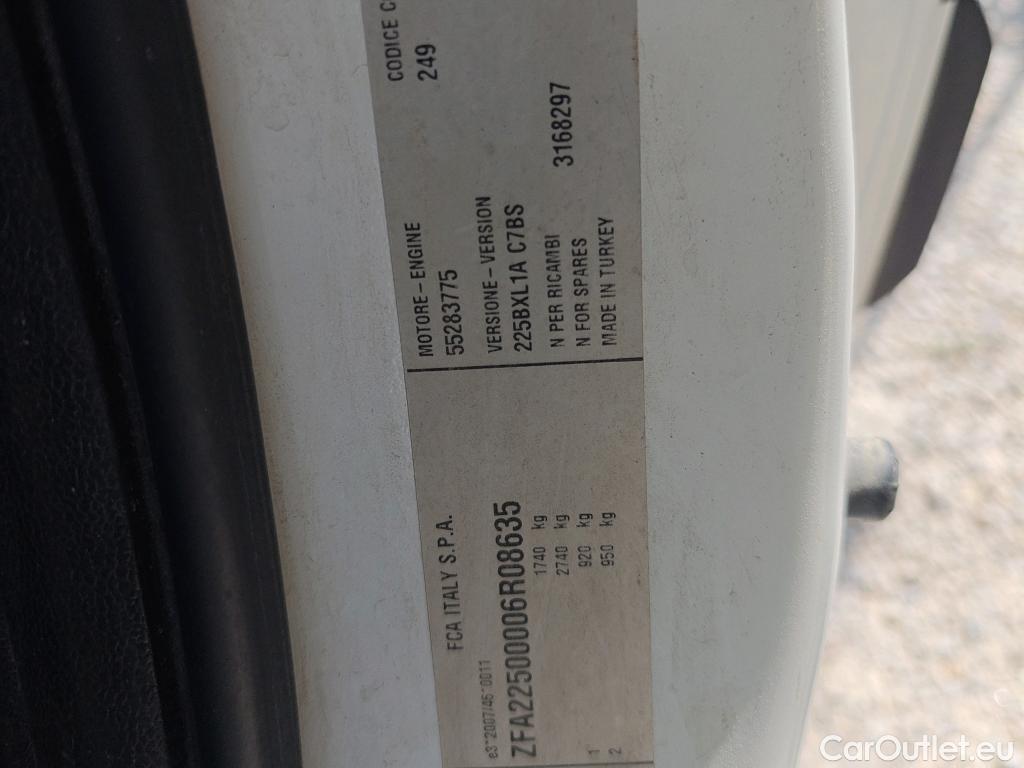 FCA ITALY S.P.A.
e3*2007/46*0011
ZFA22500006R08635
1740 kg
2740 kg
1 920 kg
2 950 kg
MOTORE - ENGINE
55283775
VERSIONE - VERSION
225BXL1A C7BS
N PER RICAMBI
N FOR SPARES 3168297
MADE IN TURKEY
CODICE C
249
CarOutlet.eu